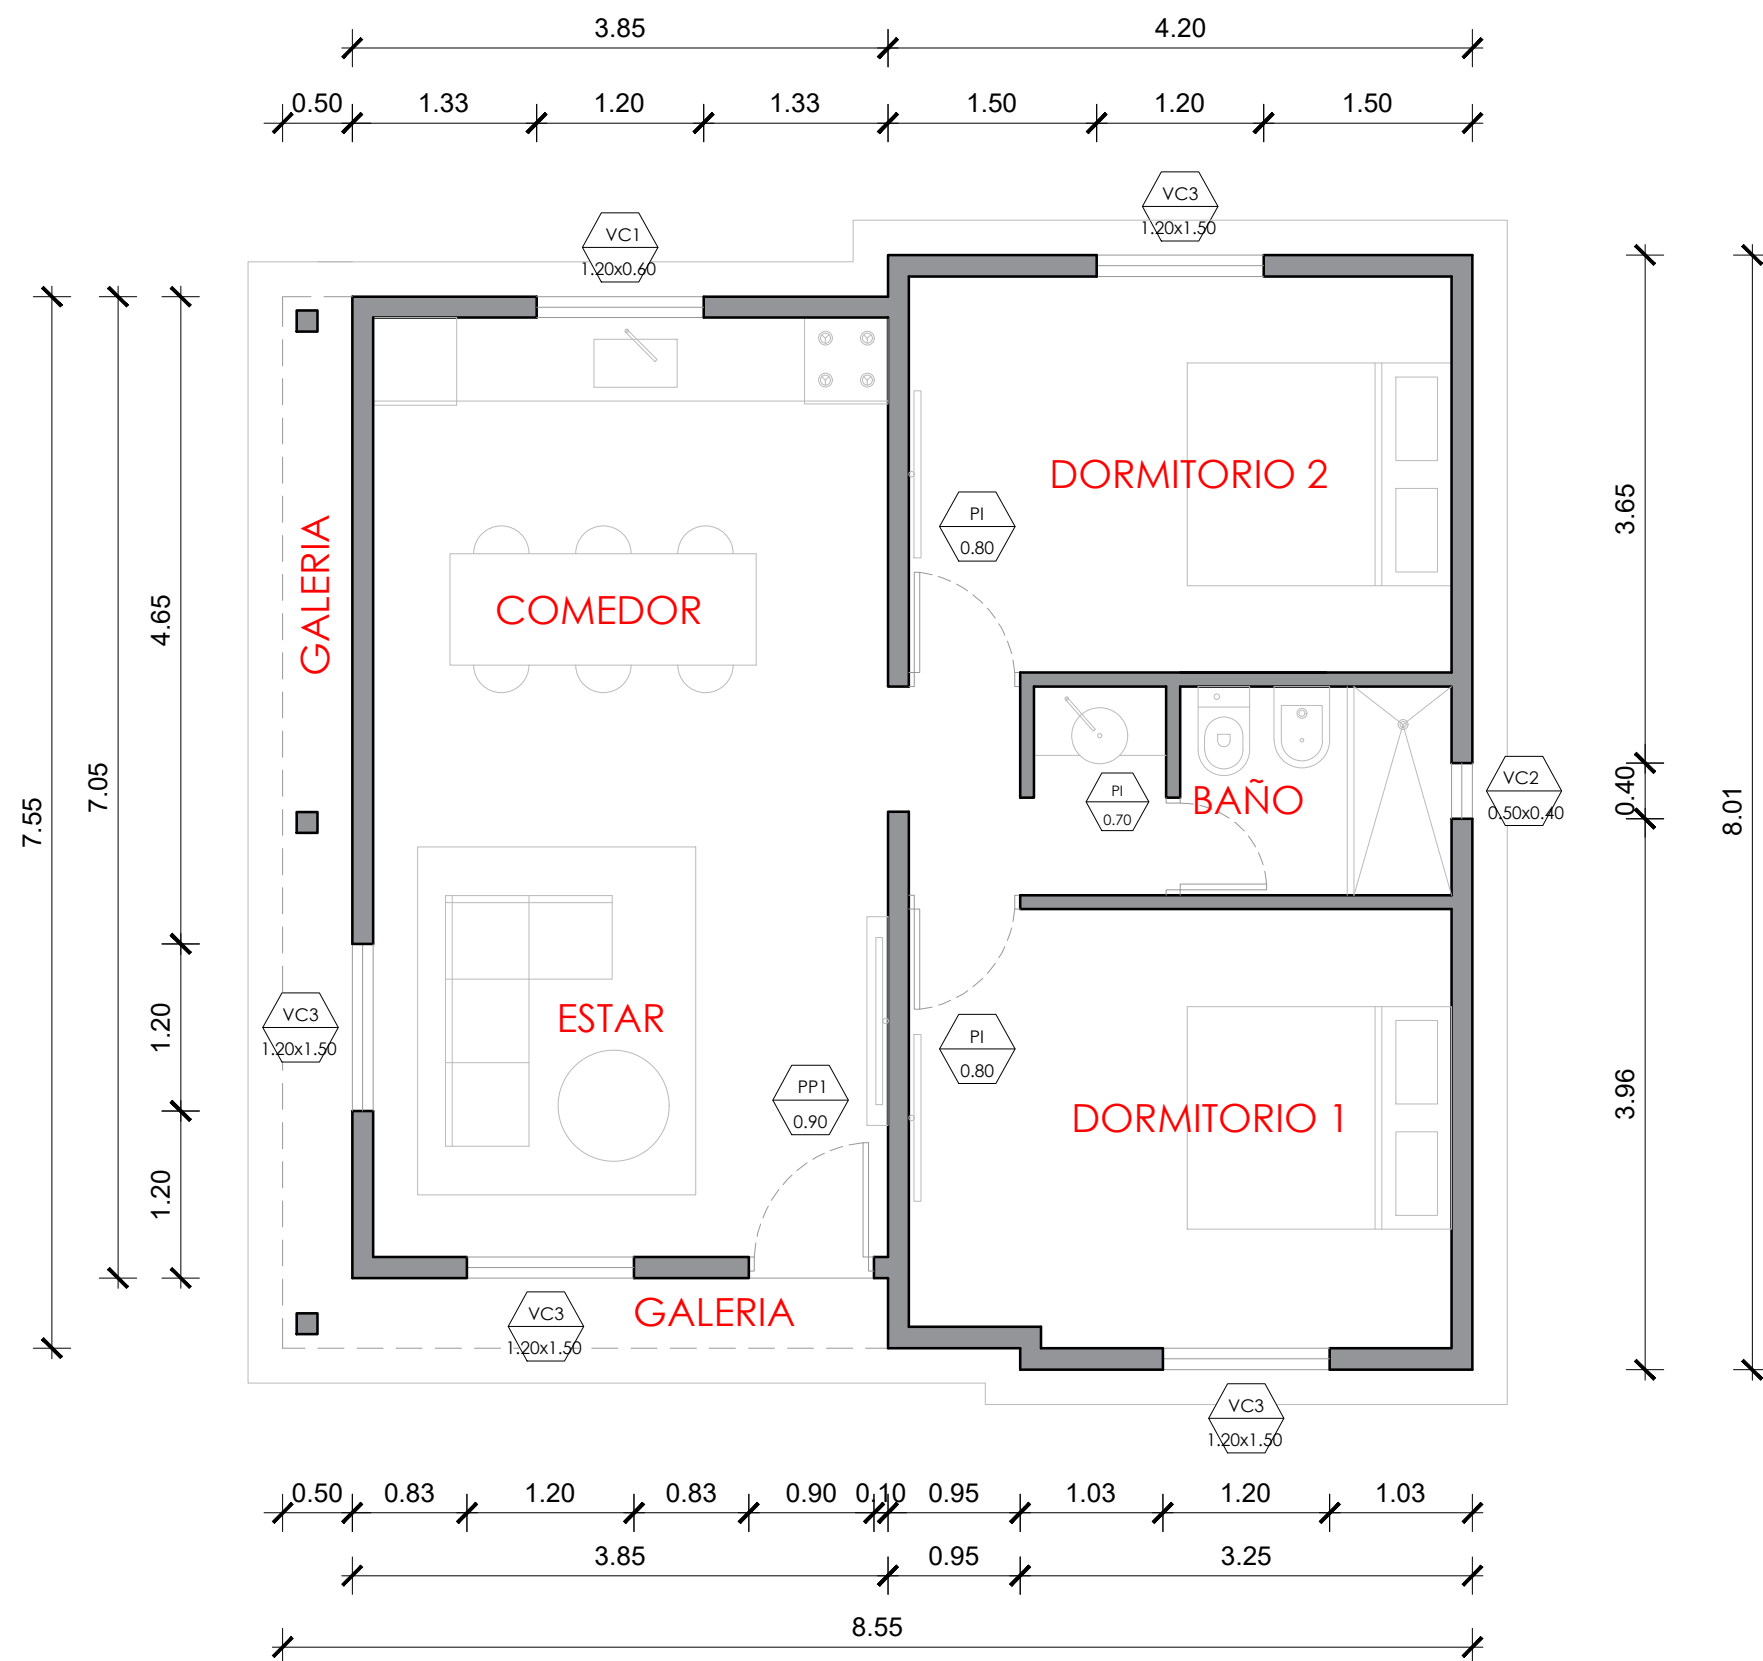 3.85
4.20
0.50
1.33
1.20
1.33
1.50
1.20
1.50
VC3
1.20x1.50
VC1
1.20x0.60
DORMITORIO 2
PI
0.80
GALERIA
COMEDOR
3.65
4.65
7.05
7.55
PI
0.70
BAÑO
VC2
0.50x0.40
0.40
8.01
VC3
1.20x1.50
1.20
ESTAR
PI
0.80
PP1
0.90
DORMITORIO 1
3.96
1.20
GALERIA
VC3
1.20x1.50
VC3
1.20x1.50
0.50
0.83
1.20
0.83
0.90
0.10
0.95
1.03
1.20
1.03
3.85
0.95
3.25
8.55